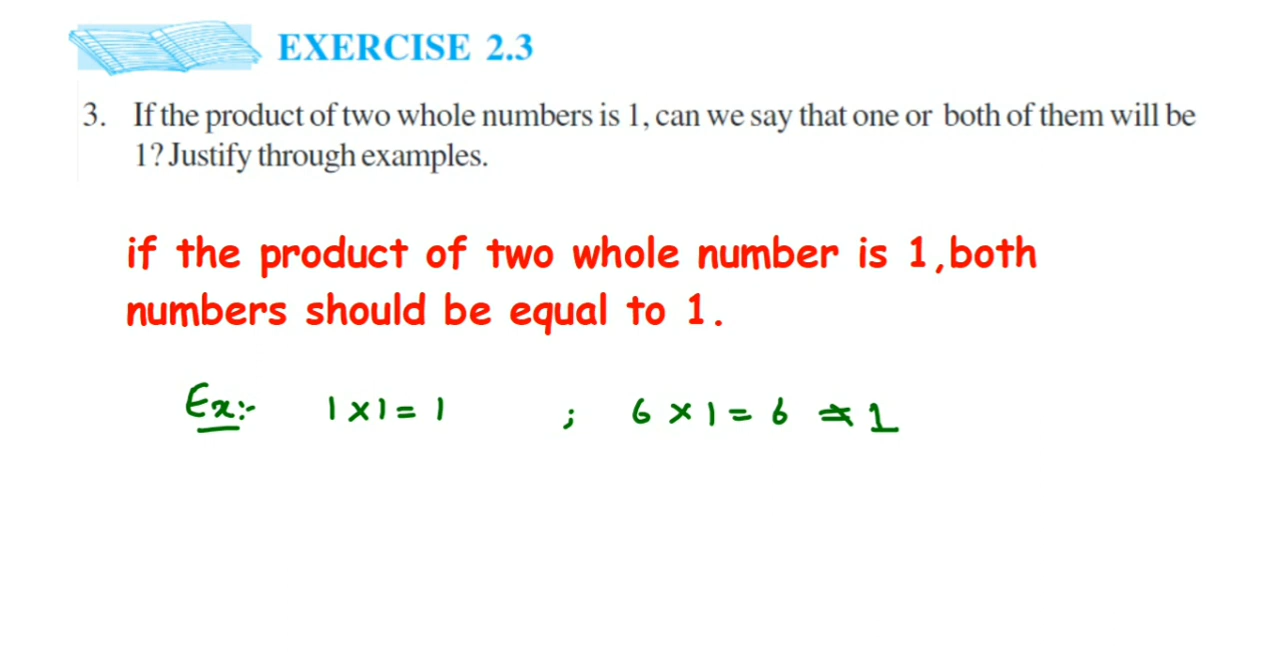 EXERCISE 2.3
3. If the product of two whole numbers is 1, can we say that one or both of them will be
1? Justify through examples.
if the product of two whole number is 1,both
numbers should be equal to 1.
Ex:- 1 × 1 = 1 ; 6 × 1 = 6 ≠ 1